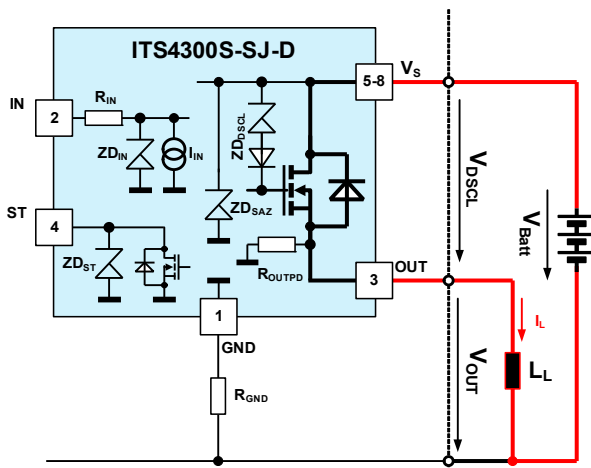 ITS4300S-SJ-D
IN
2
RIN
ZDIN
IIN
ZDDSCL
5-8
VS
ST
4
ZDST
ZDSAZ
ROUTPD
3
OUT
1
GND
RGND
VDSCL
VBatt
VOUT
IL
LL